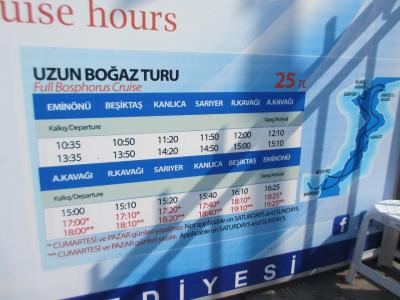 uise hours
UZUN BOĞAZ TURU
Full Bosphorus Cruise
25 TL
EMİNÖNÜ BEŞİKTAŞ KANLICA SARIYER R.KAVAĞI A.KAVAĞI
Kalkış/Departure Varış/Arrival
10:35 10:50 11:20 11:50 12:00 12:10
13:35 13:50 14:20 14:50 15:00 15:10
A.KAVAĞI R.KAVAĞI SARIYER KANLICA BEŞİKTAŞ EMİNÖNÜ
Kalkış/Departure Varış/Arrival
15:00 15:10 15:20 15:40 16:10 16:25
17:00* 17:10* 17:20* 17:40* 18:10* 18:25*
18:00** 18:10** 18:20** 18:40** 19:10** 19:25**
* CUMARTESİ ve PAZAR günleri yapılmaz. Not applicable on SATURDAYS and SUNDAYS.
** CUMARTESİ ve PAZAR günleri yapılır. Applicable on SATURDAYS and SUNDAYS.
EDİYESİ
f